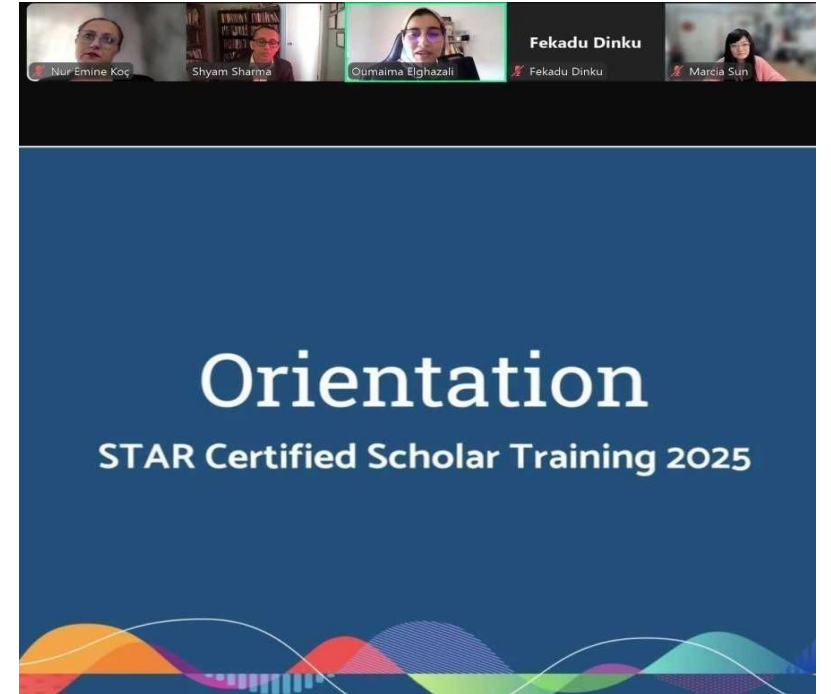 Fekadu Dinku
Nur Emine Koç
Shyam Sharma
Oumaima Elghazali
Fekadu Dinku
Marcia Sun
Orientation
STAR Certified Scholar Training 2025